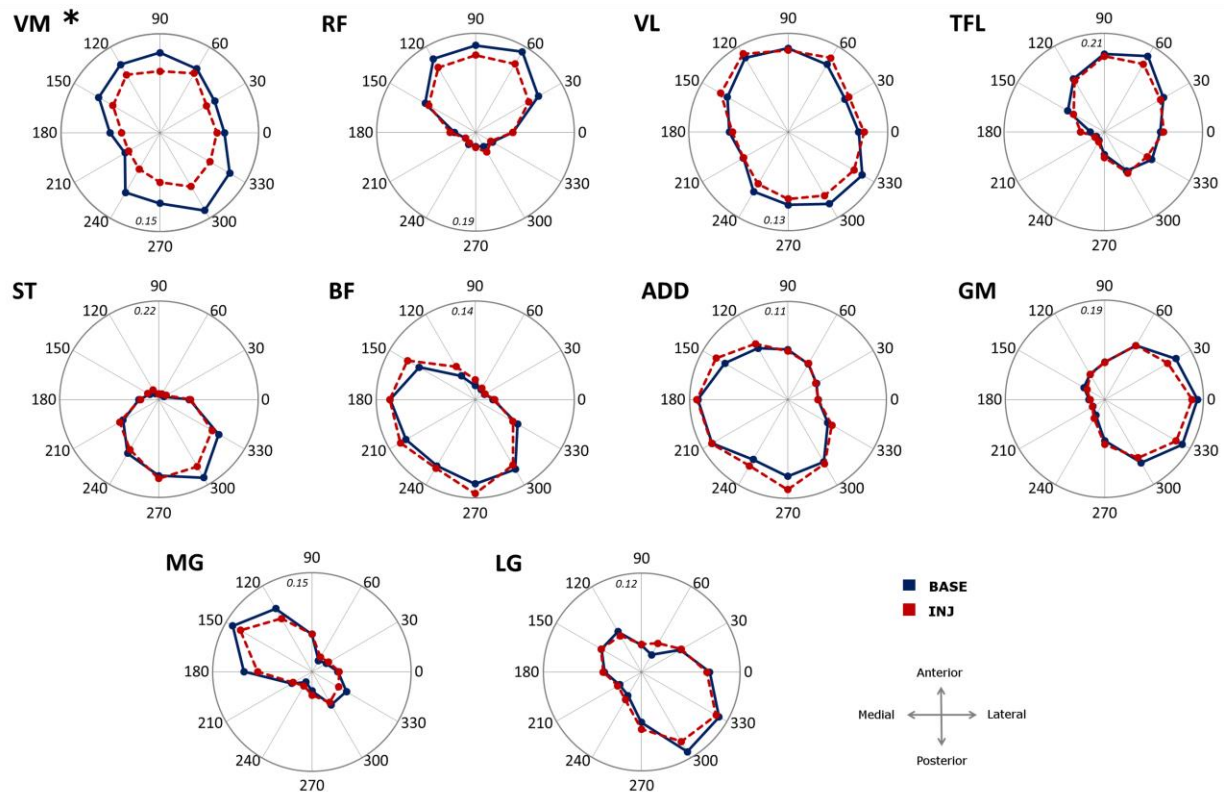 VM * RF VL TFL
90 90 90 90
120 60 120 60 120 60 120 0.21 60
150 30 150 30 150 30 150 30
180 0 180 0 180 0 180 0
210 330 210 330 210 330 210 330
240 0.15 300 240 0.19 300 240 0.13 300 240 300
270 270 270 270
ST BF ADD GM
90 90 90 90
120 0.22 60 120 0.14 60 120 0.11 60 120 0.19 60
150 30 150 30 150 30 150 30
180 0 180 0 180 0 180 0
210 330 210 330 210 330 210 330
240 300 240 300 240 300 240 300
270 270 270 270
MG LG
90 90
120 0.15 60 120 0.12 60
150 30 150 30
180 0 180 0
210 330 210 330
240 300 240 300
270 270
BASE
INJ
Anterior
Medial Lateral
Posterior